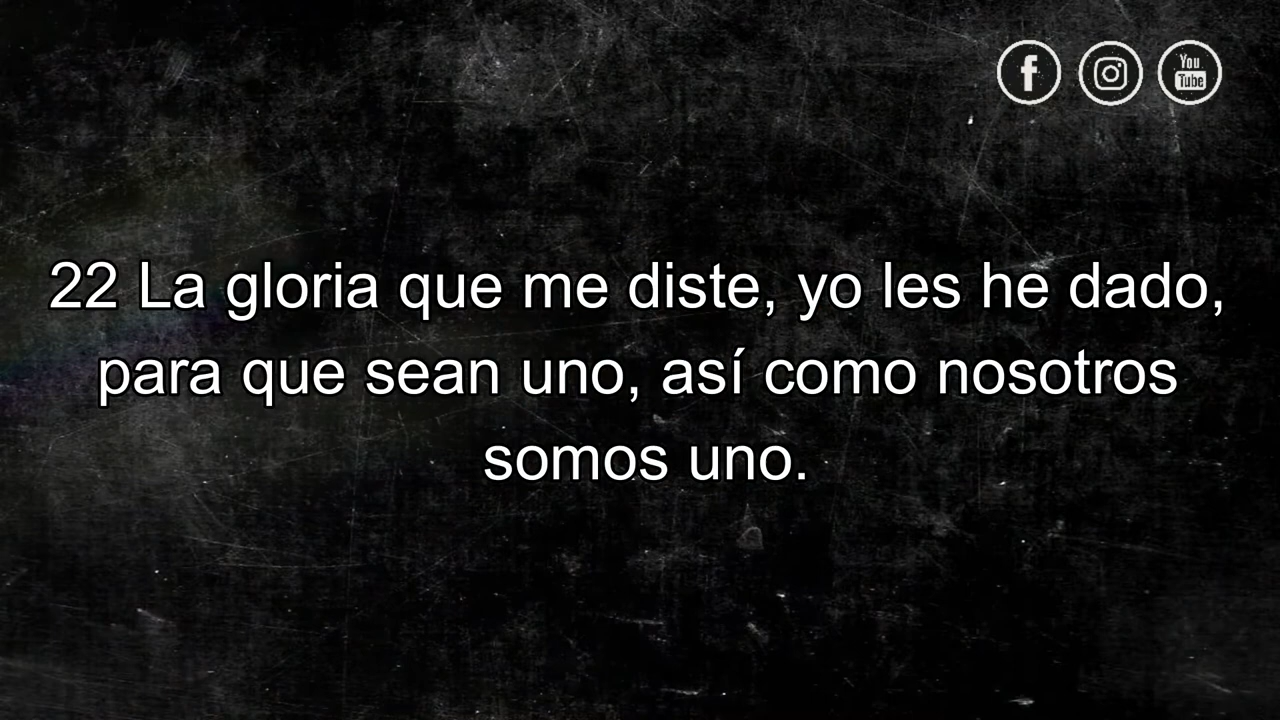 You
Tube
22 La gloria que me diste, yo les he dado,
para que sean uno, así como nosotros
somos uno.